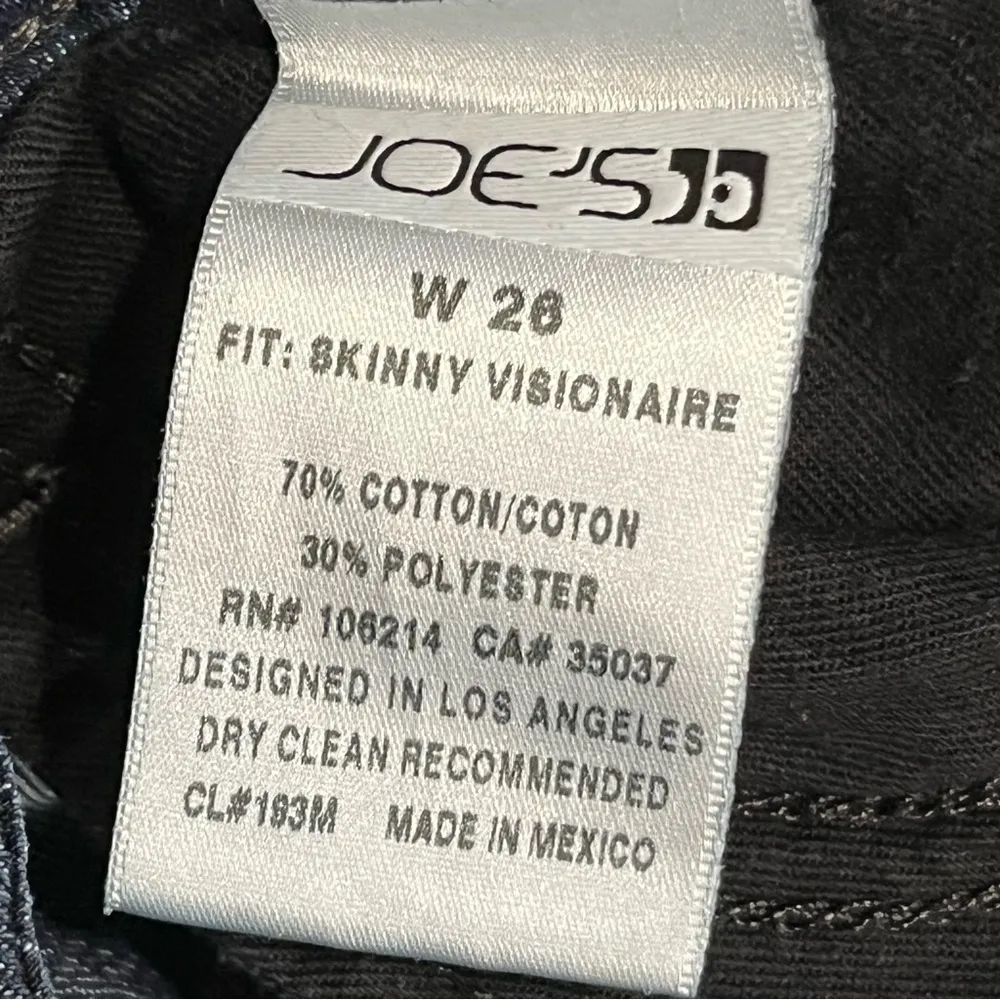 JOE'S
W 26
FIT: SKINNY VISIONAIRE
70% COTTON/COTON
30% POLYESTER
RN# 106214 CA# 35037
DESIGNED IN LOS ANGELES
DRY CLEAN RECOMMENDED
CL#193M MADE IN MEXICO